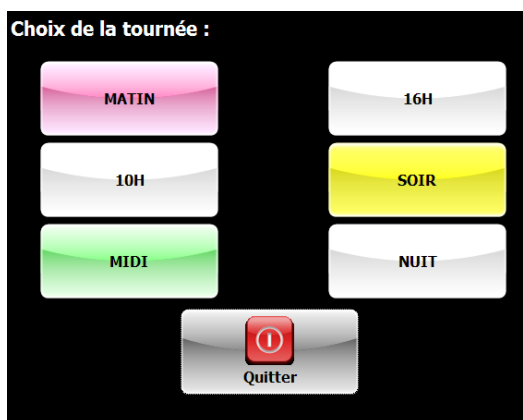 Choix de la tournée :
MATIN
16H
10H
SOIR
MIDI
NUIT
Quitter